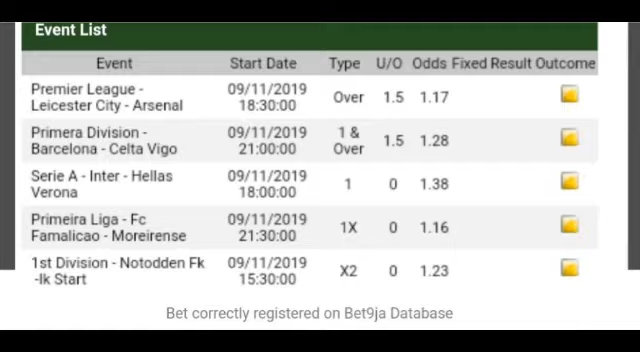 Event List
Event Start Date Type U/O Odds Fixed Result Outcome
Premier League - 09/11/2019
Leicester City - Arsenal 18:30:00 Over 1.5 1.17
Primera Division - 09/11/2019 1 &
Barcelona - Celta Vigo 21:00:00 Over 1.5 1.28
Serie A - Inter - Hellas 09/11/2019
Verona 18:00:00 1 0 1.38
Primeira Liga - Fc 09/11/2019
Famalicao - Moreirense 21:30:00 1X 0 1.16
1st Division - Notodden Fk 09/11/2019
-Ik Start 15:30:00 X2 0 1.23
Bet correctly registered on Bet9ja Database